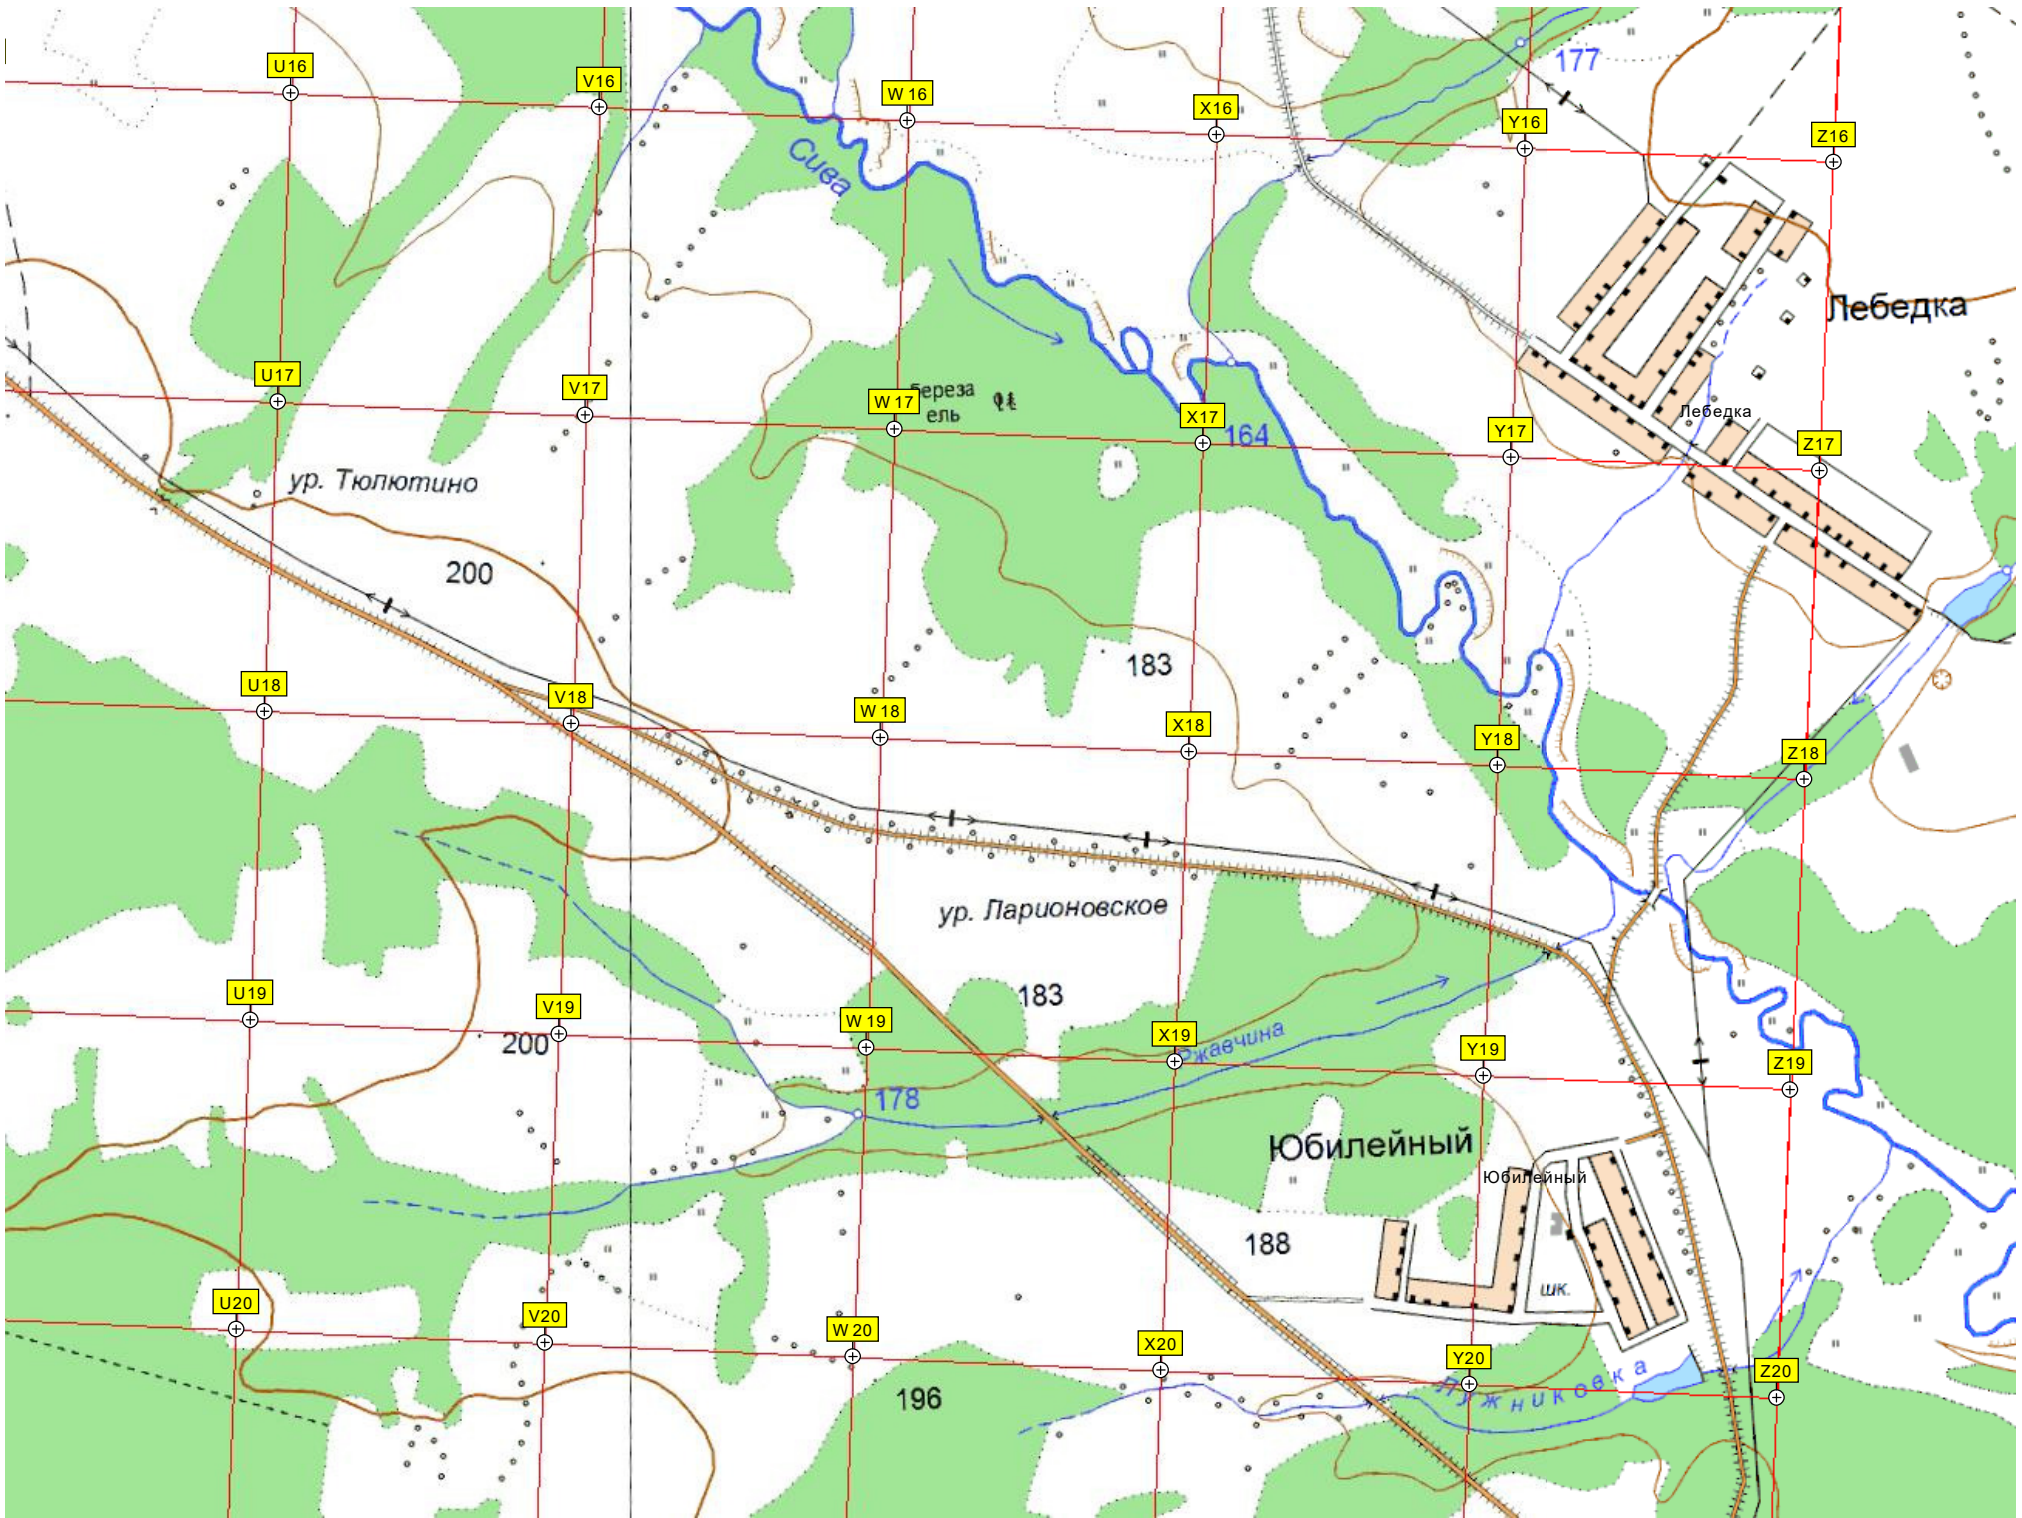 177
U16
V16
W 16
X16
Y16
Z16
Сива
Лебедка
U17
V17
W 17
береза
ель
X17
164
Y17
Лебедка
Z17
ур. Тюлютино
200
183
U18
V18
W 18
X18
Y18
Z18
ур. Ларионовское
183
U19
V19
200
W 19
X19
Ржавчина
Y19
Z19
178
Юбилейный
Юбилейный
188
шк.
U20
V20
W 20
X20
Y20
Z20
196
Лужниковка